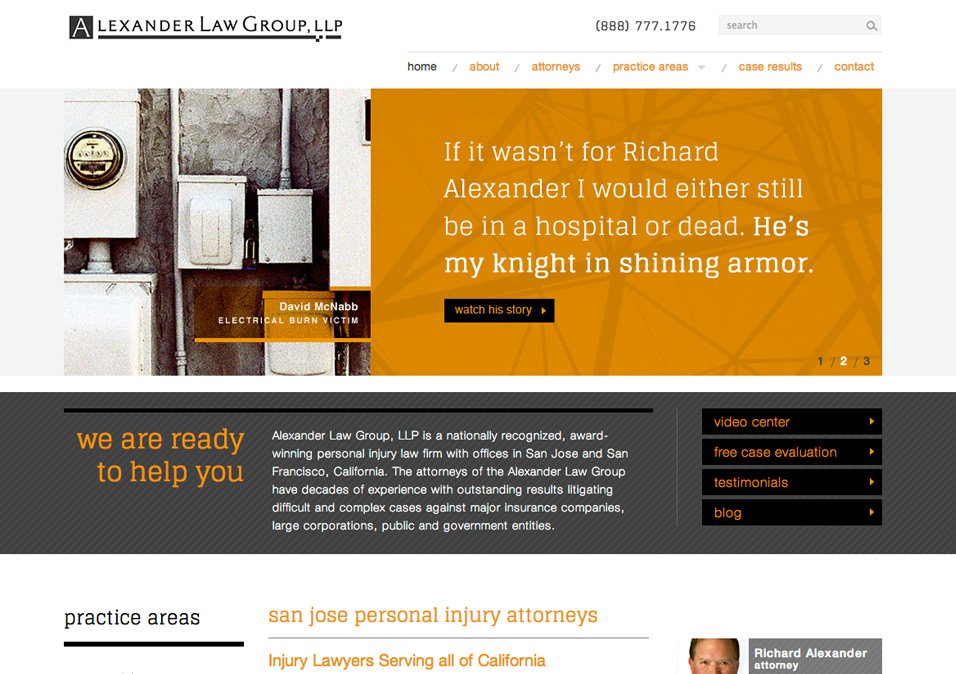 ALEXANDER LAW GROUP, LLP
(888) 777.1776
search
home / about / attorneys / practice areas / case results / contact
If it wasn't for Richard
Alexander I would either still
be in a hospital or dead. He's
my knight in shining armor.
watch his story
David McNabb
ELECTRICAL BURN VICTIM
1 / 2 / 3
we are ready
to help you
Alexander Law Group, LLP is a nationally recognized, award-
winning personal injury law firm with offices in San Jose and San
Francisco, California. The attorneys of the Alexander Law Group
have decades of experience with outstanding results litigating
difficult and complex cases against major insurance companies,
large corporations, public and government entities.
video center
free case evaluation
testimonials
blog
practice areas
san jose personal injury attorneys
Injury Lawyers Serving all of California
Richard Alexander
attorney